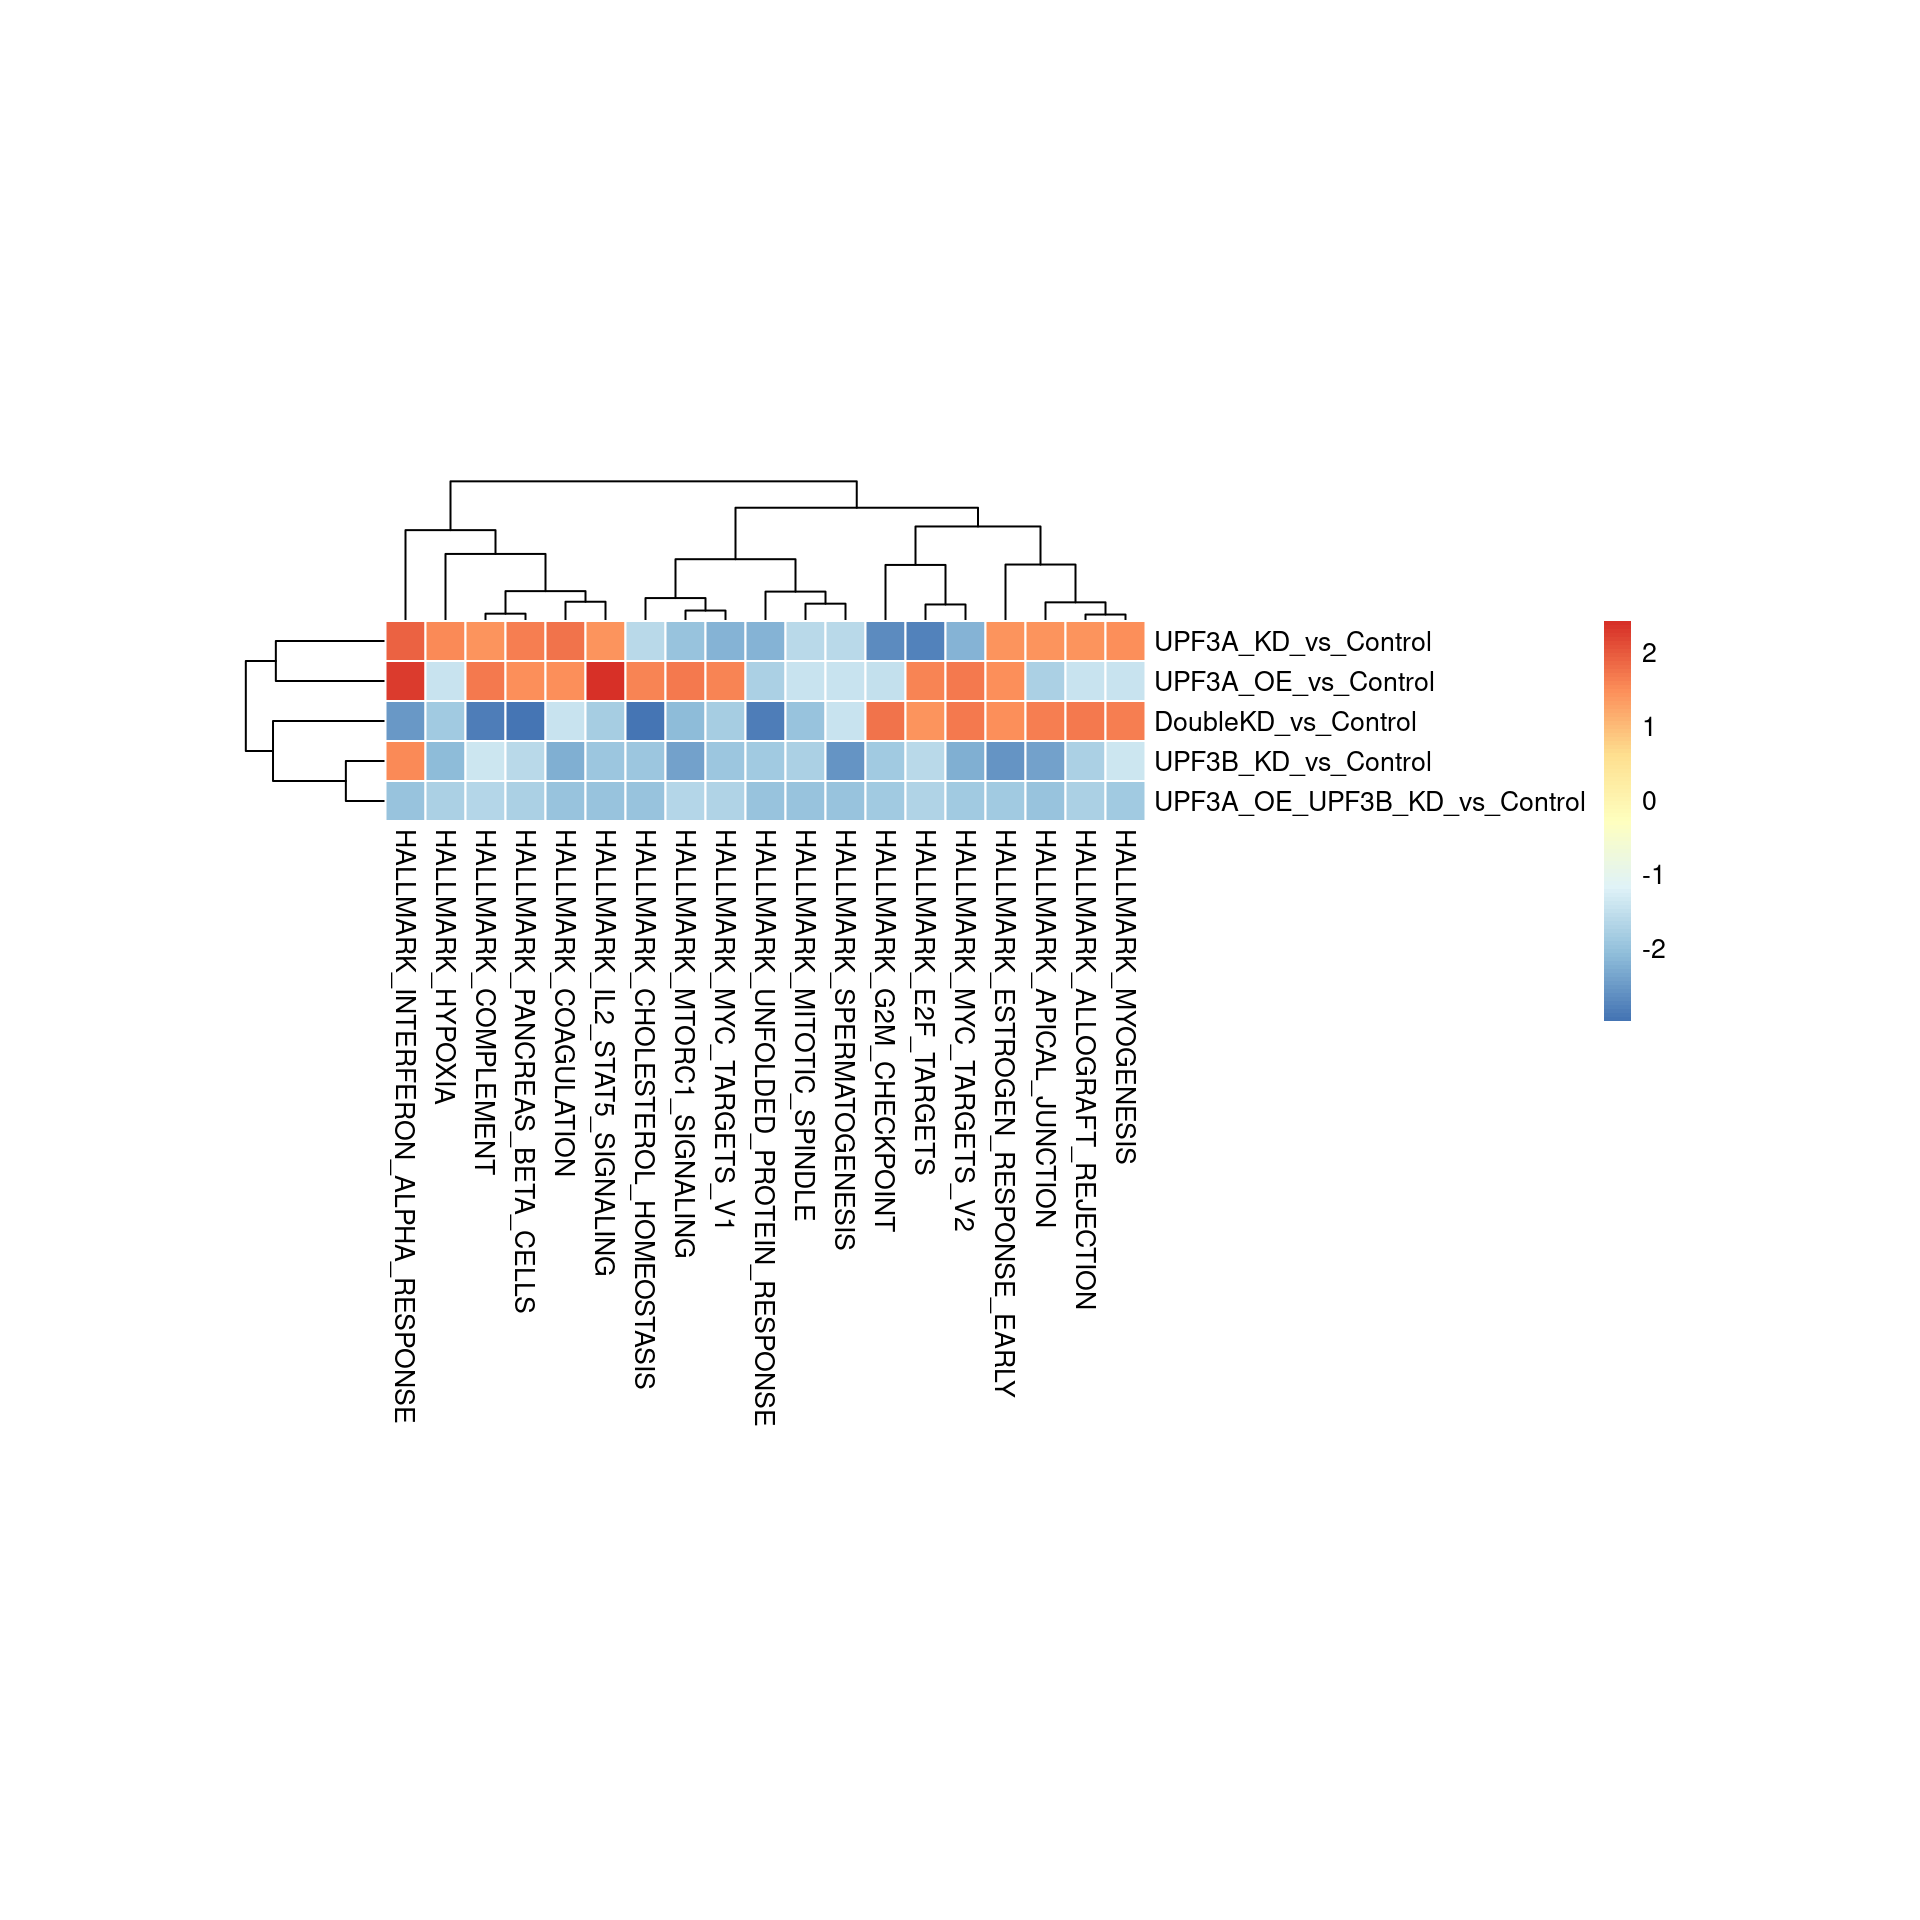 UPF3A_KD_vs_Control
UPF3A_OE_vs_Control
DoubleKD_vs_Control
UPF3B_KD_vs_Control
UPF3A_OE_UPF3B_KD_vs_Control
2
1
0
-1
-2
HALLMARK_INTERFERON_ALPHA_RESPONSE
HALLMARK_HYPOXIA
HALLMARK_COMPLEMENT
HALLMARK_PANCREAS_BETA_CELLS
HALLMARK_COAGULATION
HALLMARK_IL2_STAT5_SIGNALING
HALLMARK_CHOLESTEROL_HOMEOSTASIS
HALLMARK_MTORC1_SIGNALING
HALLMARK_MYC_TARGETS_V1
HALLMARK_UNFOLDED_PROTEIN_RESPONSE
HALLMARK_MITOTIC_SPINDLE
HALLMARK_SPERMATOGENESIS
HALLMARK_G2M_CHECKPOINT
HALLMARK_E2F_TARGETS
HALLMARK_MYC_TARGETS_V2
HALLMARK_ESTROGEN_RESPONSE_EARLY
HALLMARK_APICAL_JUNCTION
HALLMARK_ALLOGRAFT_REJECTION
HALLMARK_MYOGENESIS